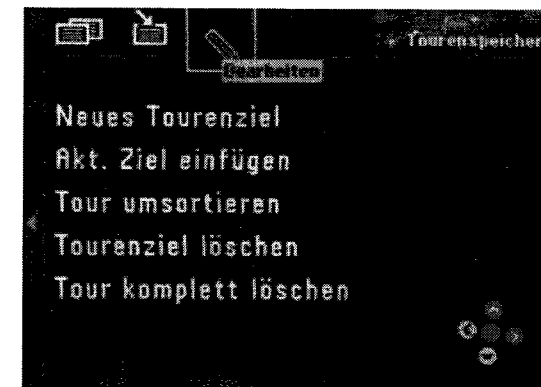 Tourenspeicher
Bearbeiten
Neues Tourenziel
Akt. Ziel einfügen
Tour umsortieren
Tourenziel löschen
Tour komplett löschen